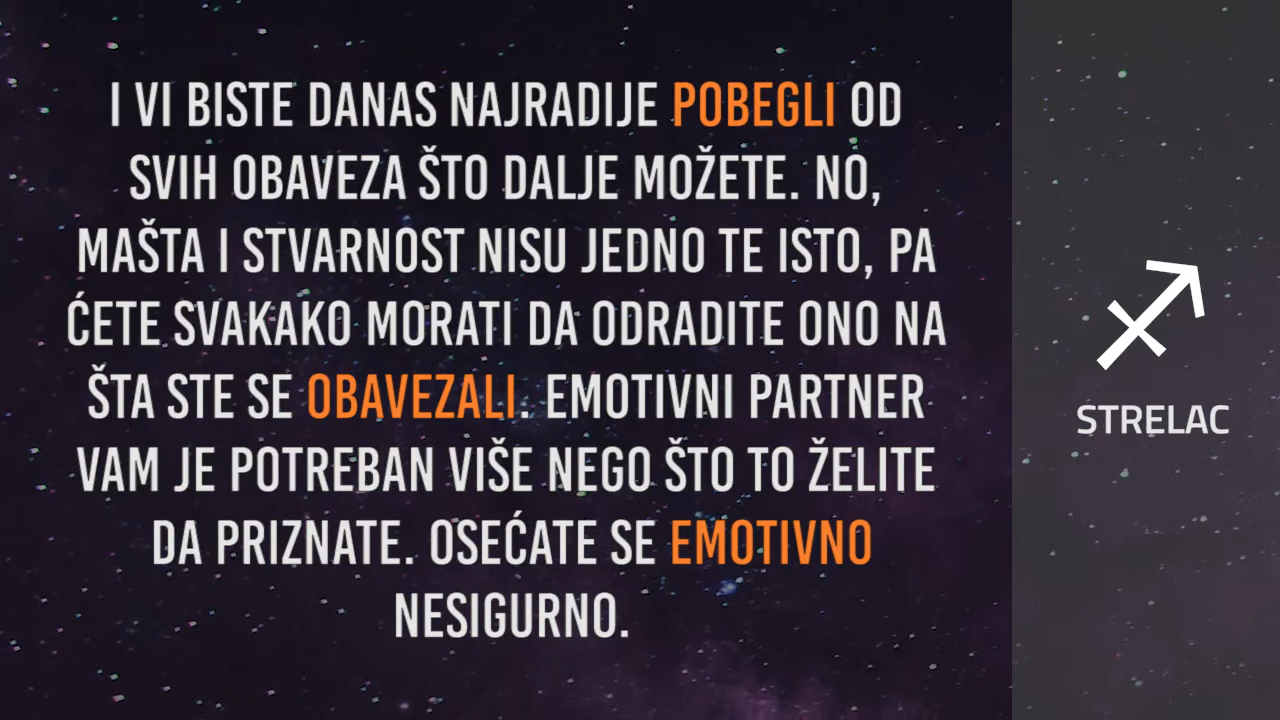 I VI BISTE DANAS NAJRADIJE POBEGLI OD
SVIH OBAVEZA ŠTO DALJE MOŽETE. NO,
MAŠTA I STVARNOST NISU JEDNO TE ISTO, PA
ĆETE SVAKAKO MORATI DA ODRADITE ONO NA
ŠTA STE SE OBAVEZALI. EMOTIVNI PARTNER
VAM JE POTREBAN VIŠE NEGO ŠTO TO ŽELITE
DA PRIZNATE. OSEĆATE SE EMOTIVNO
NESIGURNO.
STRELAC